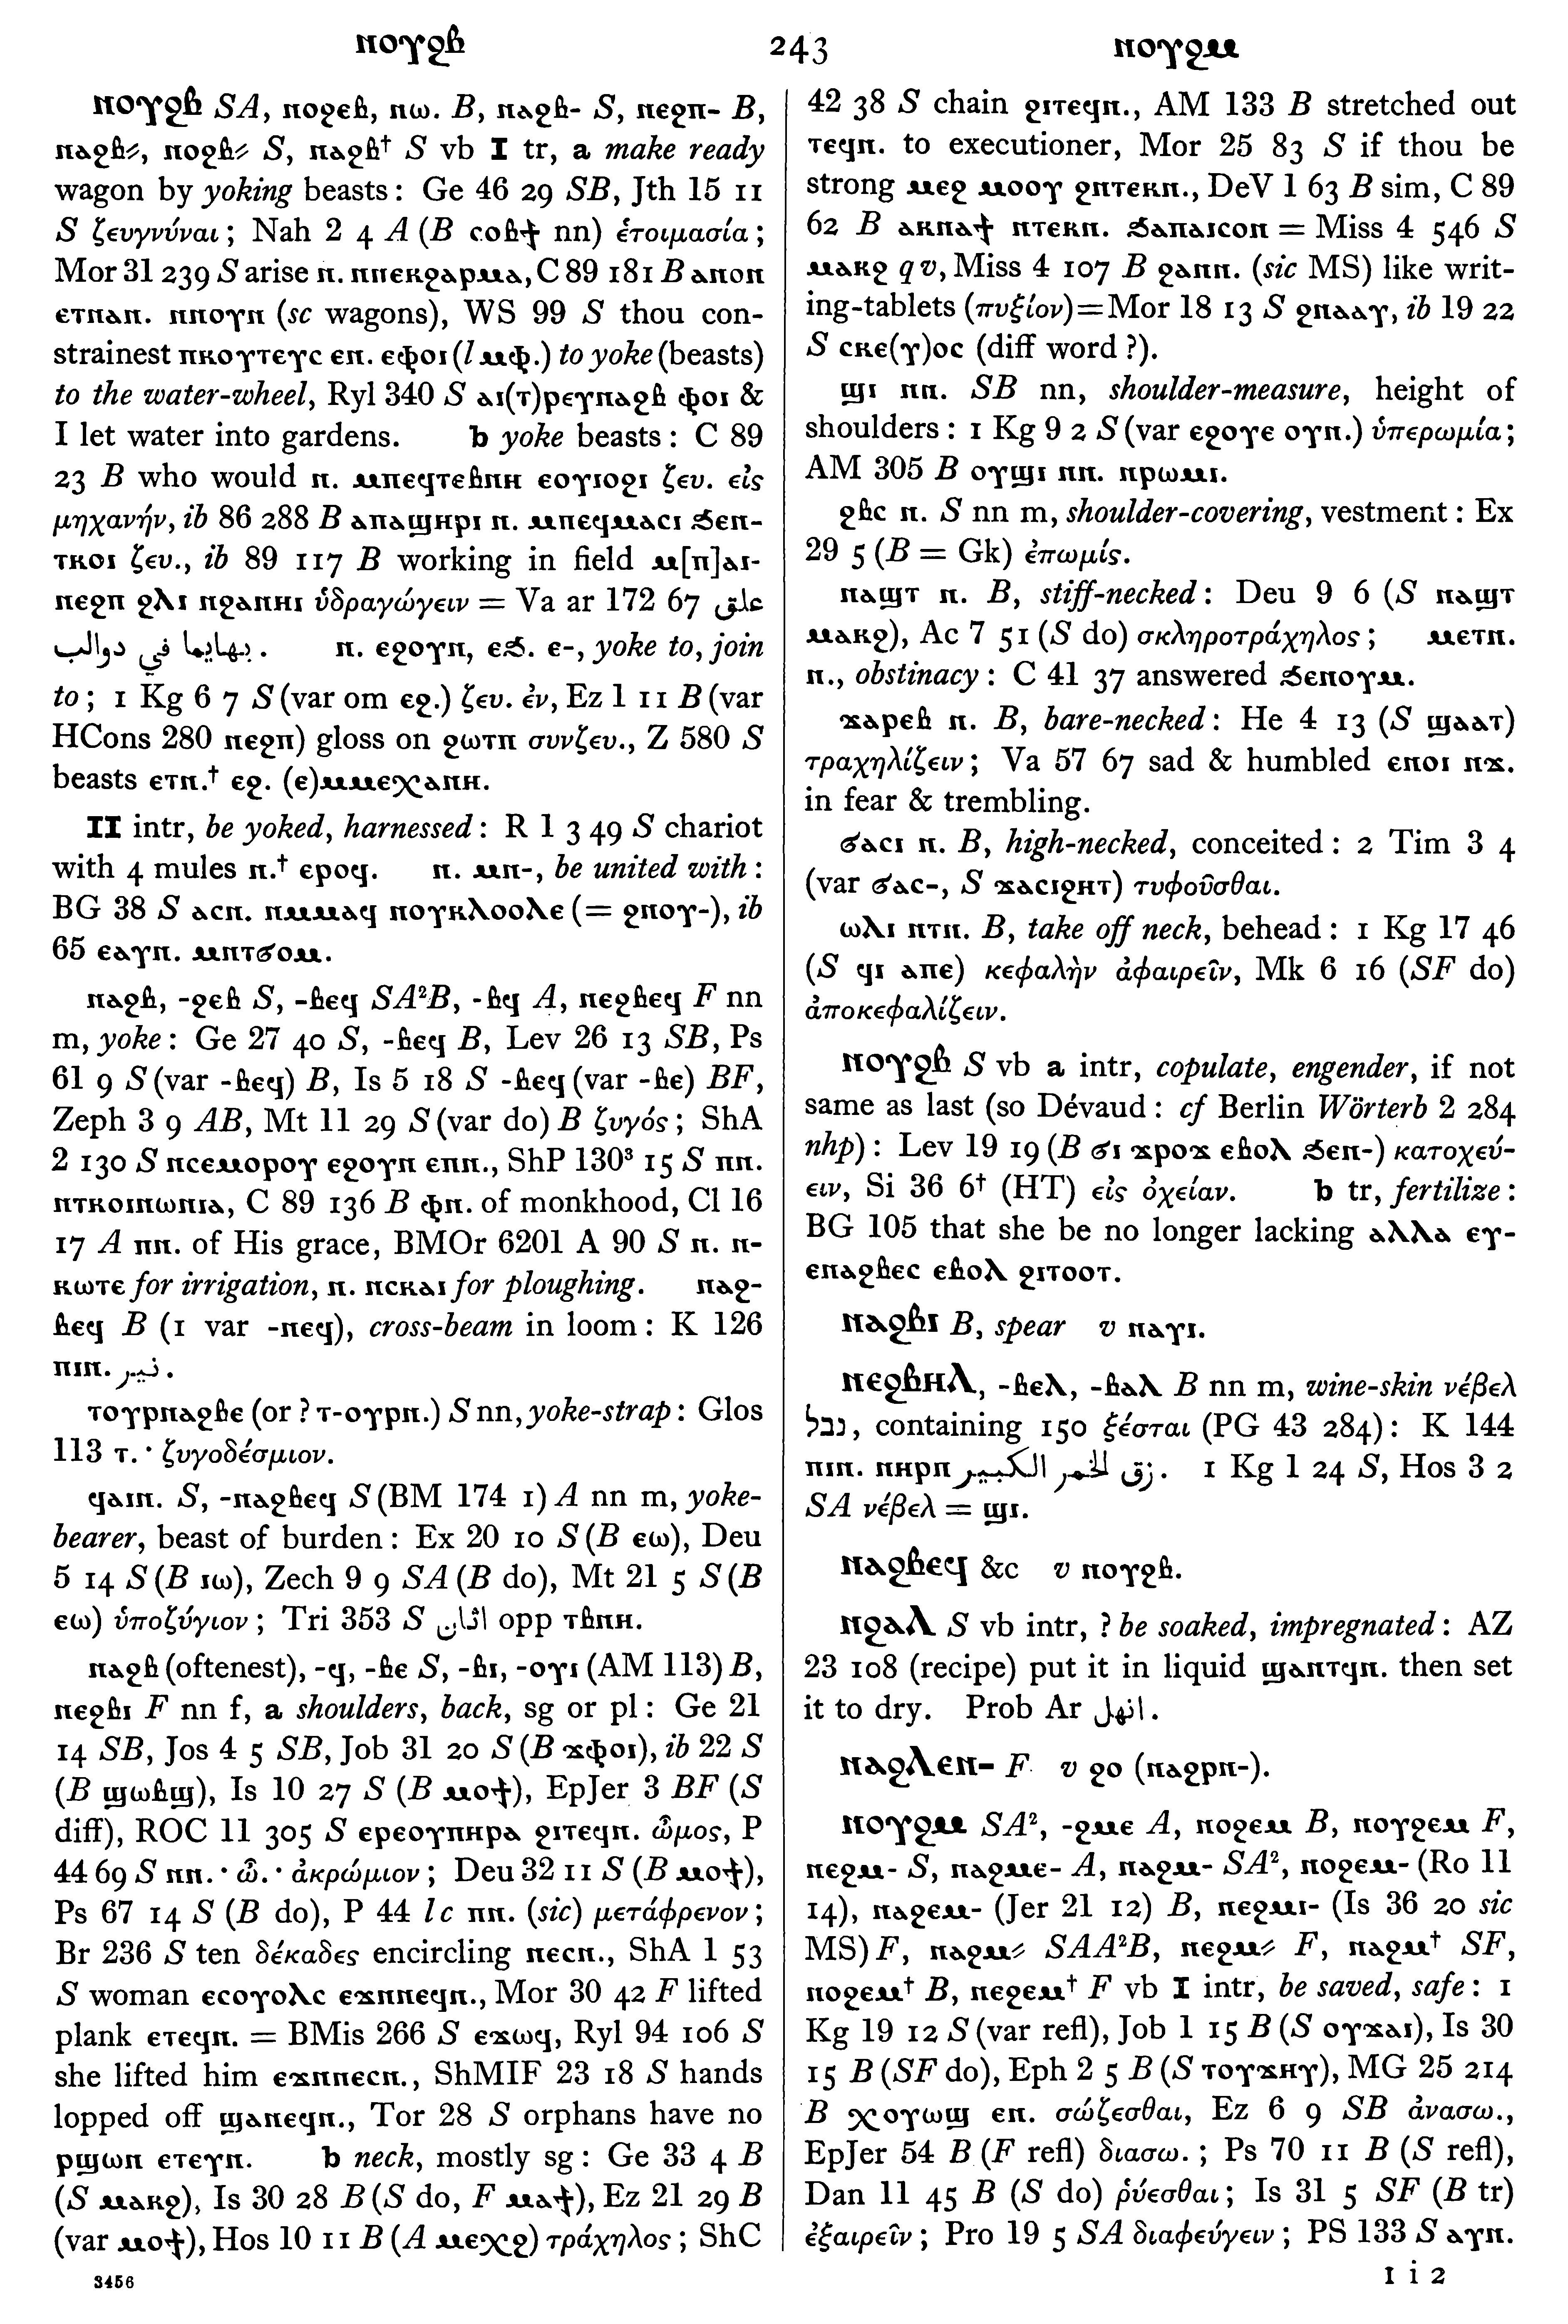 ⲛⲟⲩϩⲃ 243 ⲛⲟⲩϩⲙ
ⲛⲟⲩϩⲃ SA, ⲛⲟϩⲉⲃ, ⲛⲱ. B, ⲛⲁϩⲃ- S, ⲛⲉϩⲡ- B,
ⲛⲁϩⲃ⸗, ⲛⲟϩⲃ⸗ S, ⲛⲁϩⲃ† S vb I tr, a make ready
wagon by yoking beasts: Ge 46 29 SB, Jth 15 11
S ζευγνύναι; Nah 2 4 A (B ⲥⲟⲃϯ nn) ἑτοιμασία;
Mor 31 239 S arise ⲛ. ⲛⲛⲉⲕϩⲁⲣⲙⲁ, C 89 181 B ⲁⲛⲟⲛ
ⲉⲧⲛⲁⲛ. ⲛⲛⲟⲩⲛ (sc wagons), WS 99 S thou con-
strainest ⲛⲕⲟⲩⲧⲉⲩⲥ ⲉⲛ. ⲉⲫⲟⲓ (l ⲙⲫ.) to yoke (beasts)
to the water-wheel, Ryl 340 S ⲁⲓ(ⲧ)ⲣⲉⲩⲛⲁϩⲃ ⲫⲟⲓ &
I let water into gardens. b yoke beasts: C 89
23 B who would ⲛ. ⲙⲡⲉϥⲧⲉⲃⲛⲏ ⲉⲟⲩⲓⲟϩⲓ ζευ. εἰς
μηχανήν, ib 86 288 B ⲁⲡⲁϣⲏⲣⲓ ⲛ. ⲙⲡⲉϥⲙⲁⲥⲓ ϧⲉⲛ-
ⲧⲕⲟⲓ ζευ., ib 89 117 B working in field ⲙ[ⲡ]ⲁⲓ-
ⲛⲉϩⲡ ϩⲗⲓ ⲛϩⲁⲛⲏⲓ ὑδραγώγειν = Va ar 172 67 علق
بهايما في دوالب. ⲛ. ⲉϩⲟⲩⲛ, ⲉϧ. ⲉ-, yoke to, join
to; 1 Kg 6 7 S (var om ⲉϩ.) ζευ. ἐν, Ez 1 11 B (var
HCons 280 ⲛⲉϩⲡ) gloss on ϩⲱⲧⲡ συνζευ., Z 580 S
beasts ⲉⲧⲛ.† ⲉϩ. (ⲉ)ⲙⲙⲉⲭⲁⲛⲏ.
II intr, be yoked, harnessed: R 1 3 49 S chariot
with 4 mules ⲛ.† ⲉⲣⲟϥ. ⲛ. ⲙⲛ-, be united with:
BG 38 S ⲁⲥⲛ. ⲛⲙⲙⲁϥ ⲛⲟⲩⲕⲗⲟⲟⲗⲉ (= ϩⲛⲟⲩ-), ib
65 ⲉⲁⲩⲛ. ⲙⲛⲧϭⲟⲙ.
ⲛⲁϩⲃ, -ϩⲉⲃ S, -ⲃⲉϥ SA²B, -ⲃϥ A, ⲛⲉϩⲃⲉϥ F nn
m, yoke: Ge 27 40 S, -ⲃⲉϥ B, Lev 26 13 SB, Ps
61 9 S (var -ⲃⲉϥ) B, Is 5 18 S -ⲃⲉϥ (var -ⲃⲉ) BF,
Zeph 3 9 AB, Mt 11 29 S (var do) B ζυγός; ShA
2 130 S ⲛⲥⲉⲙⲟⲣⲟⲩ ⲉϩⲟⲩⲛ ⲉⲡⲛ., ShP 130³ 15 S ⲡⲛ.
ⲛⲧⲕⲟⲓⲛⲱⲛⲓⲁ, C 89 136 B ⲫⲛ. of monkhood, Cl 16
17 A ⲡⲛ. of His grace, BMOr 6201 A 90 S ⲛ. ⲛ-
ⲕⲱⲧⲉ for irrigation, ⲛ. ⲛⲥⲕⲁⲓ for ploughing. ⲛⲁϩ-
ⲃⲉϥ B (1 var -ⲡⲉϥ), cross-beam in loom: K 126
ⲡⲓⲛ. نير.
ⲧⲟⲩⲣⲛⲁϩⲃⲉ (or ? ⲧ-ⲟⲩⲣⲛ.) S nn, yoke-strap: Glos
113 ⲧ. · ζυγοδέσμιον.
ϥⲁⲓⲛ. S, -ⲛⲁϩⲃⲉϥ S (BM 174 1) A nn m, yoke-
bearer, beast of burden: Ex 20 10 S (B ⲉⲱ), Deu
5 14 S (B ⲓⲱ), Zech 9 9 SA (B do), Mt 21 5 S (B
ⲉⲱ) ὑποζύγιον; Tri 353 S اتان opp ⲧⲃⲛⲏ.
ⲛⲁϩⲃ (oftenest), -ϥ, -ⲃⲉ S, -ⲃⲓ, -ⲟⲩⲓ (AM 113) B,
ⲛⲉϩⲃⲓ F nn f, a shoulders, back, sg or pl: Ge 21
14 SB, Jos 4 5 SB, Job 31 20 S (B ϫⲫⲟⲓ), ib 22 S
(B ϣⲱⲃϣ), Is 10 27 S (B ⲙⲟϯ), EpJer 3 BF (S
diff), ROC 11 305 S ⲉⲣⲉⲟⲩⲡⲏⲣⲁ ϩⲓⲧⲉϥⲛ. ὦμος, P
44 69 S ⲡⲛ. · ὦ. · ἀκρώμιον; Deu 32 11 S (B ⲙⲟϯ),
Ps 67 14 S (B do), P 44 lc ⲡⲛ. (sic) μετάφρενον;
Br 236 S ten δέκαδες encircling ⲛⲉⲥⲛ., ShA 1 53
S woman ⲉⲥⲟⲩⲟⲗⲥ ⲉϫⲛⲛⲉϥⲛ., Mor 30 42 F lifted
plank ⲉⲧⲉϥⲛ. = BMis 266 S ⲉϫⲱϥ, Ryl 94 106 S
she lifted him ⲉϫⲛⲛⲉⲥⲛ., ShMIF 23 18 S hands
lopped off ϣⲁⲛⲉϥⲛ., Tor 28 S orphans have no
ⲣϣⲱⲛ ⲉⲧⲉⲩⲛ. b neck, mostly sg: Ge 33 4 B
(S ⲙⲁⲕϩ), Is 30 28 B (S do, F ⲙⲁϯ), Ez 21 29 B
(var ⲙⲟϯ), Hos 10 11 B (A ⲙⲉⲭϩ) τράχηλος; ShC
3456
42 38 S chain ϩⲓⲧⲉϥⲛ., AM 133 B stretched out
ⲧⲉϥⲛ. to executioner, Mor 25 83 S if thou be
strong ⲙⲉϩ ⲙⲟⲟⲩ ϩⲛⲧⲉⲕⲛ., DeV 1 63 B sim, C 89
62 B ⲁⲕⲛⲁϯ ⲛⲧⲉⲕⲛ. ϧⲁⲡⲁⲓⲥⲟⲛ = Miss 4 546 S
ⲙⲁⲕϩ qv, Miss 4 107 B ϩⲁⲛⲛ. (sic MS) like writ-
ing-tablets (πυξίον)=Mor 18 13 S ϩⲛⲁⲁⲩ, ib 19 22
S ⲥⲕⲉ(ⲩ)ⲟⲥ (diff word ?).
ϣⲓ ⲛⲛ. SB nn, shoulder-measure, height of
shoulders: 1 Kg 9 2 S (var ⲉϩⲟⲩⲉ ⲟⲩⲛ.) ὑπερωμία;
AM 305 B ⲟⲩϣⲓ ⲛⲛ. ⲛⲣⲱⲙⲓ.
ϩⲃⲥ ⲛ. S nn m, shoulder-covering, vestment: Ex
29 5 (B = Gk) ἐπωμίς.
ⲛⲁϣⲧ ⲛ. B, stiff-necked: Deu 9 6 (S ⲛⲁϣⲧ
ⲙⲁⲕϩ), Ac 7 51 (S do) σκληροτράχηλος; ⲙⲉⲧⲛ.
ⲛ., obstinacy: C 41 37 answered ϧⲉⲛⲟⲩⲙ.
ϫⲁⲣⲉⲃ ⲛ. B, bare-necked: He 4 13 (S ϣⲁⲁⲧ)
τραχηλίζειν; Va 57 67 sad & humbled ⲉⲛⲟⲓ ⲛϫ.
in fear & trembling.
ϭⲁⲥⲓ ⲛ. B, high-necked, conceited: 2 Tim 3 4
(var ϭⲁⲥ-, S ϫⲁⲥⲓϩⲏⲧ) τυφοῦσθαι.
ⲱⲗⲓ ⲛⲧⲛ. B, take off neck, behead: 1 Kg 17 46
(S ϥⲓ ⲁⲡⲉ) κεφαλὴν ἀφαιρεῖν, Mk 6 16 (SF do)
ἀποκεφαλίζειν.
ⲛⲟⲩϩⲃ S vb a intr, copulate, engender, if not
same as last (so Dévaud: cf Berlin Wörterb 2 284
nhp): Lev 19 19 (B ϭⲓ ϫⲣⲟϫ ⲉⲃⲟⲗ ϧⲉⲛ-) κατοχεύ-
ειν, Si 36 6† (HT) εἰς ὀχείαν. b tr, fertilize:
BG 105 that she be no longer lacking ⲁⲗⲗⲁ ⲉⲩ-
ⲉⲛⲁϩⲃⲉⲥ ⲉⲃⲟⲗ ϩⲓⲧⲟⲟⲧ.
ⲛⲁϩⲃⲓ B, spear v ⲛⲁⲩⲓ.
ⲛⲉϩⲃⲏⲗ, -ⲃⲉⲗ, -ⲃⲁⲗ B nn m, wine-skin νέβελ
נבל, containing 150 ξέσται (PG 43 284): K 144
ⲡⲓⲛ. ⲛⲏⲣⲡ زق للخمر الكبير. 1 Kg 1 24 S, Hos 3 2
SA νέβελ = ϣⲓ.
ⲛⲁϩⲃⲉϥ &c v ⲛⲟⲩϩⲃ.
ⲛϩⲁⲗ S vb intr, ? be soaked, impregnated: AZ
23 108 (recipe) put it in liquid ϣⲁⲛⲧϥⲛ. then set
it to dry. Prob Ar انهل.
ⲛⲁϩⲗⲉⲛ- F v ϩⲟ (ⲛⲁϩⲣⲛ-).
ⲛⲟⲩϩⲙ SA², -ϩⲙⲉ A, ⲛⲟϩⲉⲙ B, ⲛⲟⲩϩⲉⲙ F,
ⲛⲉϩⲙ- S, ⲛⲁϩⲙⲉ- A, ⲛⲁϩⲙ- SA², ⲛⲟϩⲉⲙ- (Ro 11
14), ⲛⲁϩⲉⲙ- (Jer 21 12) B, ⲛⲉϩⲙⲓ- (Is 36 20 sic
MS) F, ⲛⲁϩⲙ⸗ SAA²B, ⲛⲉϩⲙ⸗ F, ⲛⲁϩⲙ† SF,
ⲛⲟϩⲉⲙ† B, ⲛⲉϩⲉⲙ† F vb I intr, be saved, safe: 1
Kg 19 12 S (var refl), Job 1 15 B (S ⲟⲩϫⲁⲓ), Is 30
15 B (SF do), Eph 2 5 B (S ⲧⲟⲩϫⲏⲩ), MG 25 214
B ⲭⲟⲩⲱϣ ⲉⲛ. σώζεσθαι, Ez 6 9 SB ἀνασω.,
EpJer 54 B (F refl) διασω.; Ps 70 11 B (S refl),
Dan 11 45 B (S do) ῥύεσθαι; Is 31 5 SF (B tr)
ἐξαιρεῖν; Pro 19 5 SA διαφεύγειν; PS 133 S ⲁⲩⲛ.
I i 2